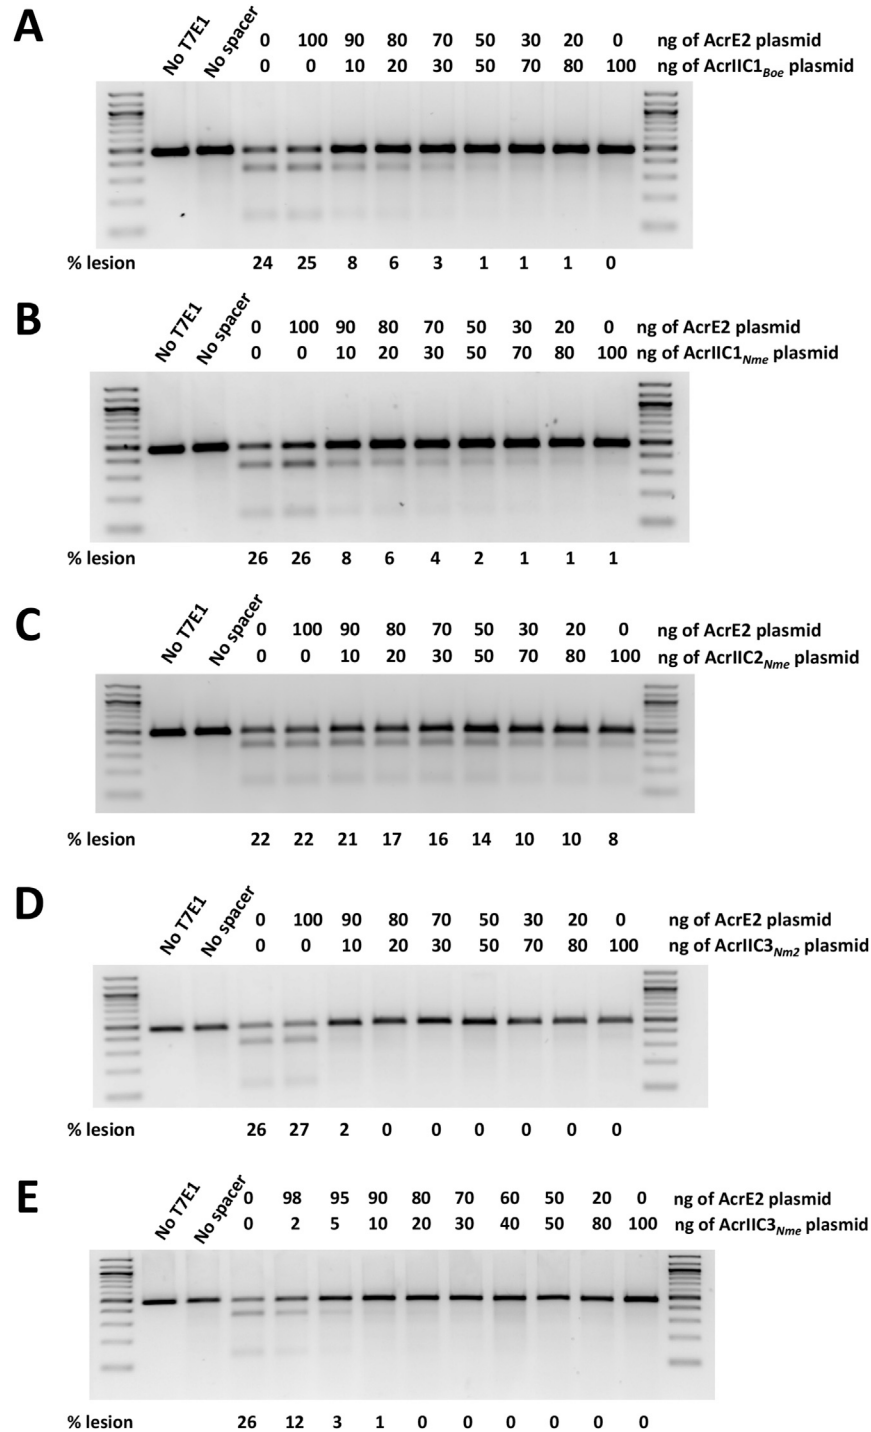 A
No T7E1
No spacer
0 100 90 80 70 50 30 20 0 ng of AcrE2 plasmid
0 0 10 20 30 50 70 80 100 ng of AcrIIC1Boe plasmid
% lesion 24 25 8 6 3 1 1 1 0
B
No T7E1
No spacer
0 100 90 80 70 50 30 20 0 ng of AcrE2 plasmid
0 0 10 20 30 50 70 80 100 ng of AcrIIC1Nme plasmid
% lesion 26 26 8 6 4 2 1 1 1
C
No T7E1
No spacer
0 100 90 80 70 50 30 20 0 ng of AcrE2 plasmid
0 0 10 20 30 50 70 80 100 ng of AcrIIC2Nme plasmid
% lesion 22 22 21 17 16 14 10 10 8
D
No T7E1
No spacer
0 100 90 80 70 50 30 20 0 ng of AcrE2 plasmid
0 0 10 20 30 50 70 80 100 ng of AcrIIC3Nm2 plasmid
% lesion 26 27 2 0 0 0 0 0 0
E
No T7E1
No spacer
0 98 95 90 80 70 60 50 20 0 ng of AcrE2 plasmid
0 2 5 10 20 30 40 50 80 100 ng of AcrIIC3Nme plasmid
% lesion 26 12 3 1 0 0 0 0 0 0